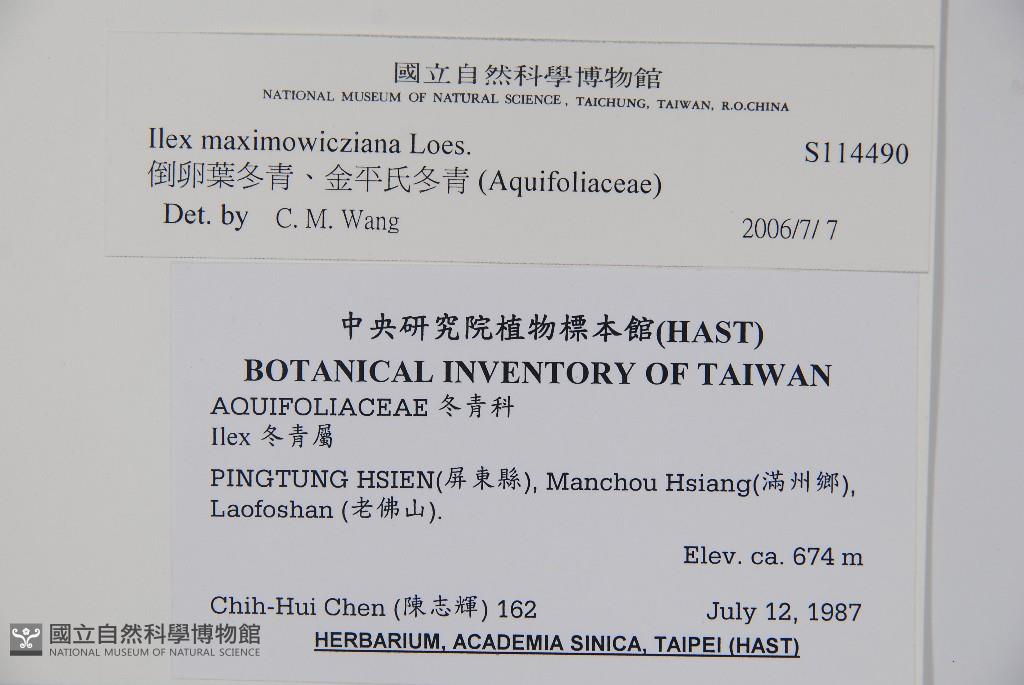 國立自然科學博物館
NATIONAL MUSEUM OF NATURAL SCIENCE, TAICHUNG, TAIWAN, R.O.CHINA
Ilex maximowicziana Loes. S114490
倒卵葉冬青、金平氏冬青 (Aquifoliaceae)
Det. by C. M. Wang 2006/7/7
中央研究院植物標本館(HAST)
BOTANICAL INVENTORY OF TAIWAN
AQUIFOLIACEAE 冬青科
Ilex 冬青屬
PINGTUNG HSIEN(屏東縣), Manchou Hsiang(滿州鄉),
Laofoshan (老佛山).
Elev. ca. 674 m
Chih-Hui Chen (陳志輝) 162 July 12, 1987
HERBARIUM, ACADEMIA SINICA, TAIPEI (HAST)
國立自然科學博物館
NATIONAL MUSEUM OF NATURAL SCIENCE